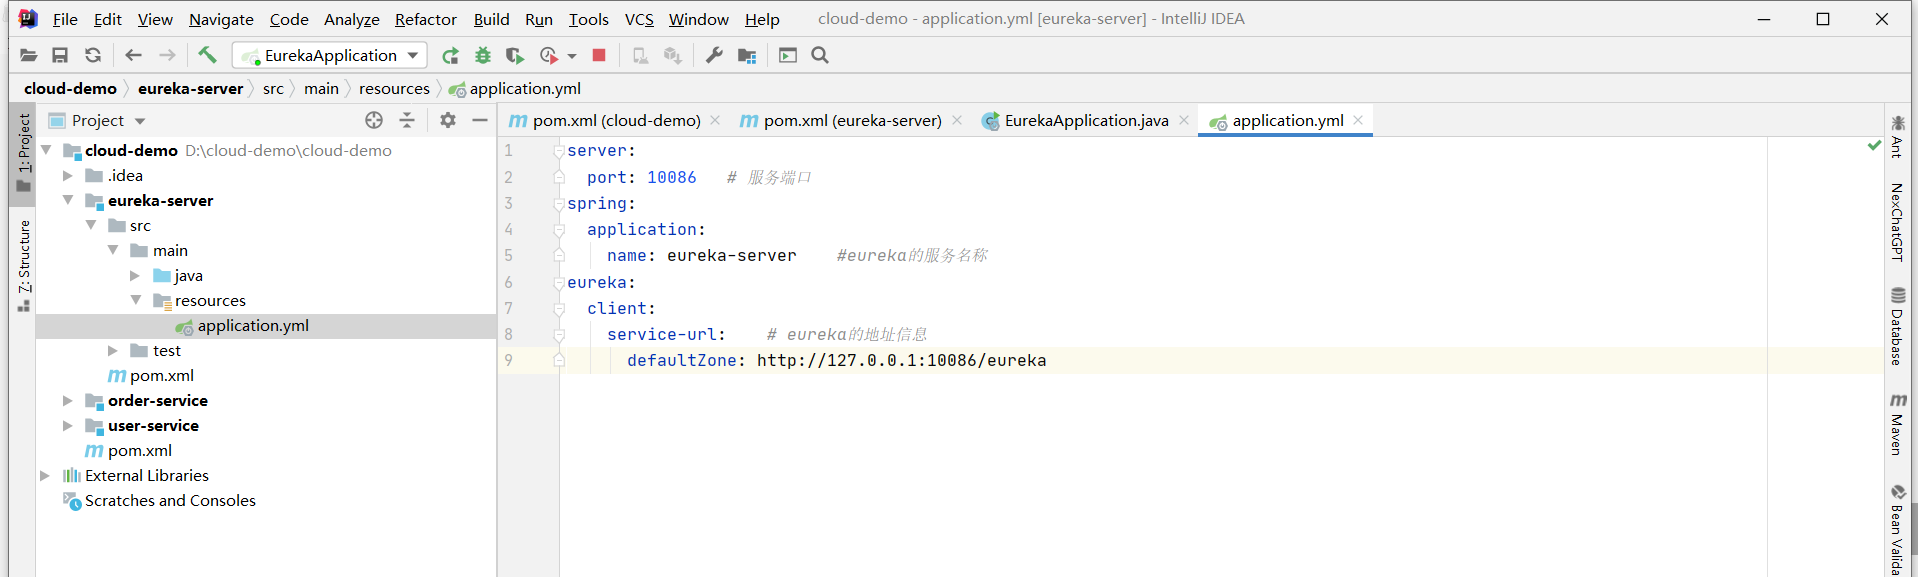 File Edit View Navigate Code Analyze Refactor Build Run Tools VCS Window Help cloud-demo - application.yml [eureka-server] - IntelliJ IDEA
EurekaApplication
cloud-demo eureka-server src main resources application.yml
1: Project
Z: Structure
Project
cloud-demo D:\cloud-demo\cloud-demo
.idea
eureka-server
src
main
java
resources
application.yml
test
pom.xml
order-service
user-service
pom.xml
External Libraries
Scratches and Consoles
pom.xml (cloud-demo) pom.xml (eureka-server) EurekaApplication.java application.yml
1 server:
2 port: 10086 # 服务端口
3 spring:
4 application:
5 name: eureka-server #eureka的服务名称
6 eureka:
7 client:
8 service-url: # eureka的地址信息
9 defaultZone: http://127.0.0.1:10086/eureka
Ant
NexChatGPT
Database
Maven
Bean Valida